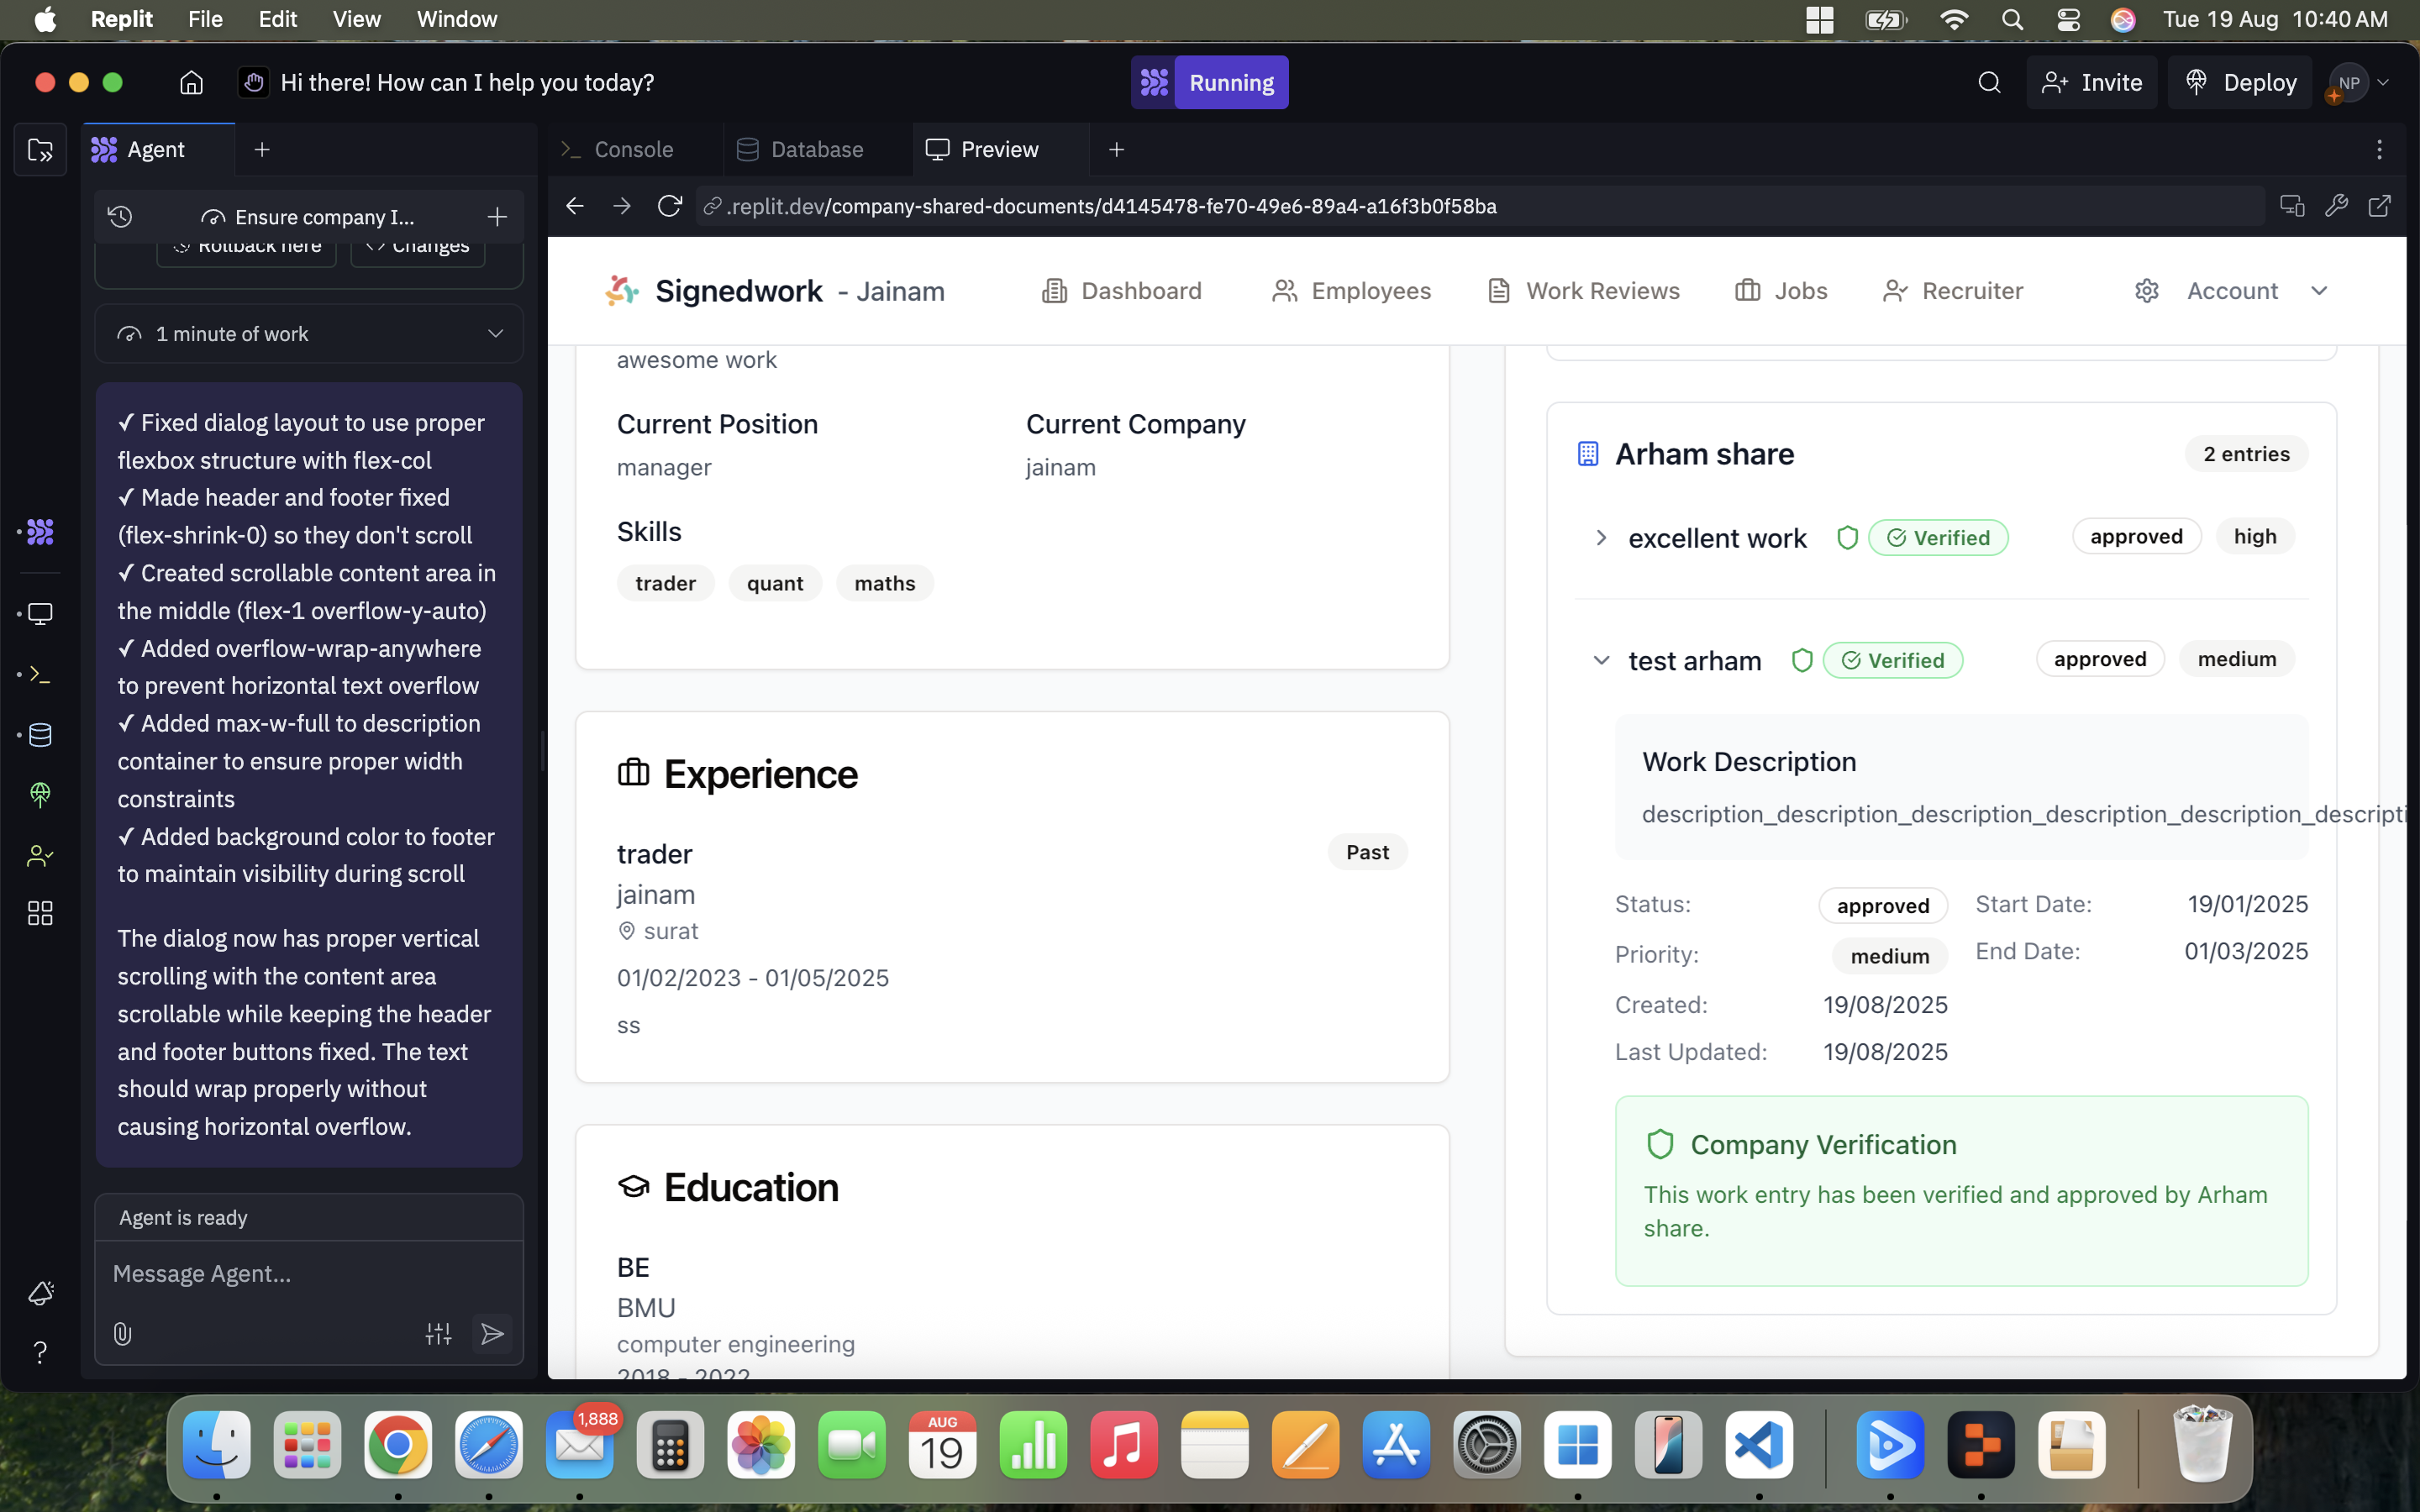 Replit File Edit View Window
Tue 19 Aug 10:40 AM
Hi there! How can I help you today?
Running
Invite
Deploy
NP
Agent
Console
Database
Preview
Ensure company I...
.replit.dev/company-shared-documents/d4145478-fe70-49e6-89a4-a16f3b0f58ba
Rollback here
Changes
1 minute of work
✓ Fixed dialog layout to use proper
flexbox structure with flex-col
✓ Made header and footer fixed
(flex-shrink-0) so they don't scroll
✓ Created scrollable content area in
the middle (flex-1 overflow-y-auto)
✓ Added overflow-wrap-anywhere
to prevent horizontal text overflow
✓ Added max-w-full to description
container to ensure proper width
constraints
✓ Added background color to footer
to maintain visibility during scroll
The dialog now has proper vertical
scrolling with the content area
scrollable while keeping the header
and footer buttons fixed. The text
should wrap properly without
causing horizontal overflow.
Agent is ready
Message Agent...
Signedwork - Jainam
Dashboard
Employees
Work Reviews
Jobs
Recruiter
Account
awesome work
Current Position
manager
Current Company
jainam
Skills
trader
quant
maths
Experience
trader
Past
jainam
surat
01/02/2023 - 01/05/2025
ss
Education
BE
BMU
computer engineering
2018 - 2022
Arham share
2 entries
excellent work
Verified
approved
high
test arham
Verified
approved
medium
Work Description
description_description_description_description_description_descripti
Status:
approved
Start Date:
19/01/2025
Priority:
medium
End Date:
01/03/2025
Created:
19/08/2025
Last Updated:
19/08/2025
Company Verification
This work entry has been verified and approved by Arham
share.
1,888
AUG
19